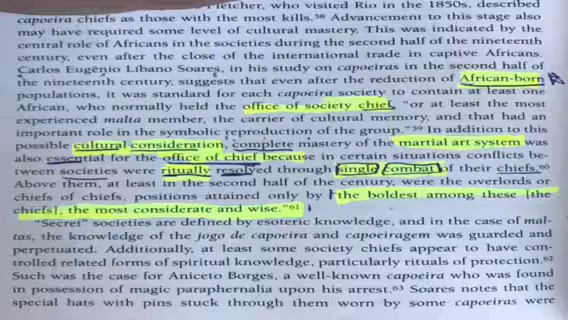 Fletcher, who visited Rio in the 1850s, described
capoeira chiefs as those with the most kills.58 Advancement to this stage also
may have required some level of cultural mastery. This was indicated by the
central role of Africans in the societies during the second half of the nineteenth
century, even after the close of the international trade in captive Africans.
Carlos Eugênio Líbano Soares, in his study on capoeiras in the second half of
the nineteenth century, suggests that even after the reduction of African-born
populations, it was standard for each capoeira society to contain at least one
African, who normally held the office of society chief, "or at least the most
experienced malta member, the carrier of cultural memory, and that had an
important role in the symbolic reproduction of the group."59 In addition to this
possible cultural consideration, complete mastery of the martial art system was
also essential for the office of chief because in certain situations conflicts be-
tween societies were ritually resolved through single combat of their chiefs.60
Above them, at least in the second half of the century, were the overlords or
chiefs of chiefs, positions attained only by "the boldest among these [the
chiefs], the most considerate and wise."61
"Secret" societies are defined by esoteric knowledge, and in the case of mal-
tas, the knowledge of the jogo de capoeira and capoeiragem was guarded and
perpetuated. Additionally, at least some society chiefs appear to have con-
trolled related forms of spiritual knowledge, particularly rituals of protection.62
Such was the case for Aniceto Borges, a well-known capoeira who was found
in possession of magic paraphernalia upon his arrest.63 Soares notes that the
special hats with pins stuck through them worn by some capoeiras were